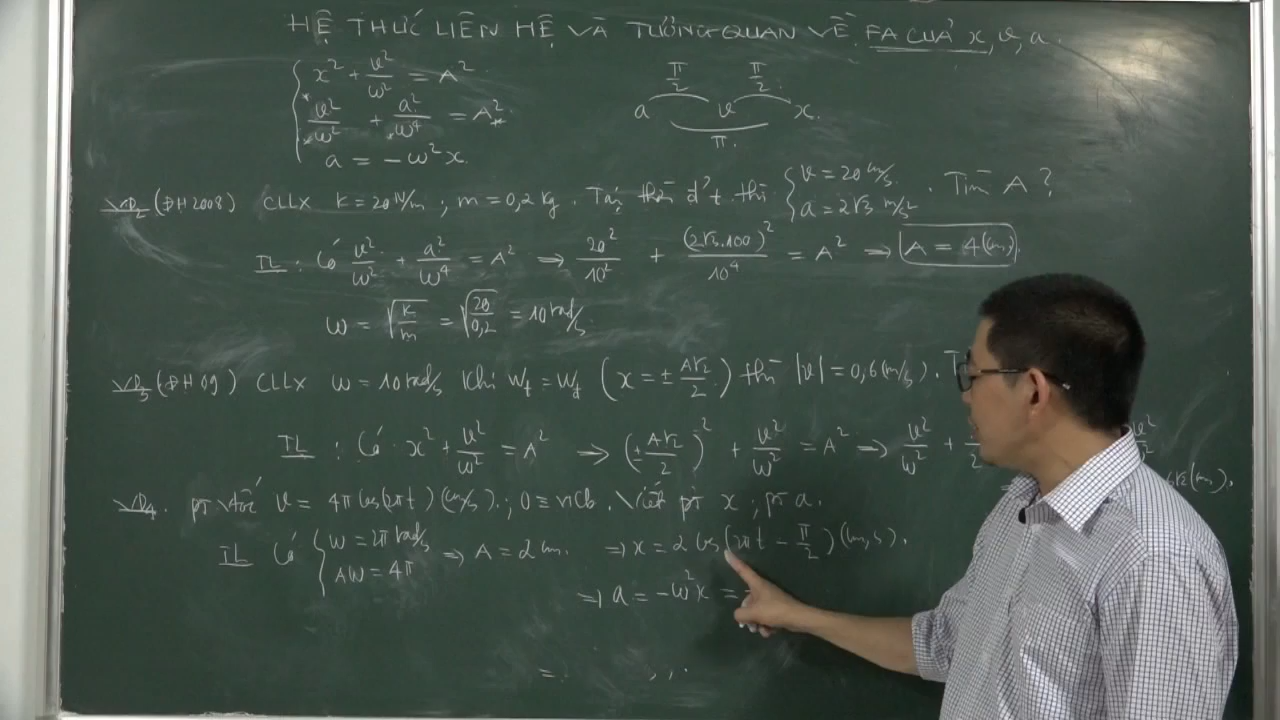 HỆ THỨC LIÊN HỆ VÀ TƯƠNG QUAN VỀ FA CỦA x, v, a.
x² + v²/ω² = A²
v²/ω² + a²/ω⁴ = A²
a = -ω²x.
π/2 π/2
a v x.
π.
VD₂ (ĐH 2008) CLLX k = 20 N/m ; m = 0,2 kg. Tại thời đ' t thì { v = 20 cm/s ; a = 2√3 m/s² . Tìm A ?
TL : Có v²/ω² + a²/ω⁴ = A² ⇒ 20²/10² + (2√3.100)²/10⁴ = A² ⇒ A = 4 (cm).
ω = √(k/m) = √(20/0,2) = 10 rad/s.
(ĐH 09) CLLX ω = 10 rad/s Khi Wt = Wđ (x = ± A√2/2) thì |v| = 0,6 (m/s).
TL : Có x² + v²/ω² = A² ⇒ (± A√2/2)² + v²/ω² = A² ⇒ v²/ω² +
VD₄. pt vtốc v = 4π cos(2πt) (cm/s). ; O ≡ vtcb. Viết pt x, pt a.
TL Có { ω = 2π rad/s ; Aω = 4π ⇒ A = 2 cm. ⇒ x = 2 cos(2πt - π/2) (cm, s).
⇒ a = -ω²x =
=